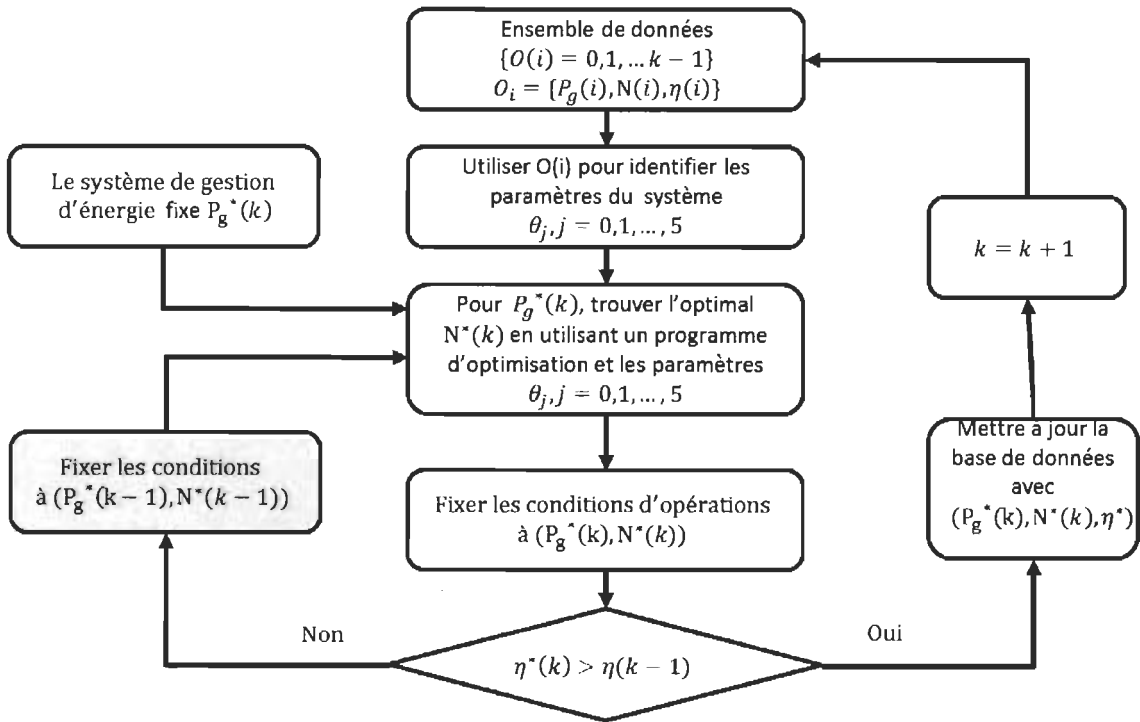 Ensemble de données
{O(i) = 0,1, … k − 1}
O_i = {P_g(i), N(i), η(i)}
Utiliser O(i) pour identifier les
paramètres du système
θ_j, j = 0,1, … , 5
Le système de gestion
d'énergie fixe P_g*(k)
Pour P_g*(k), trouver l'optimal
N*(k) en utilisant un programme
d'optimisation et les paramètres
θ_j, j = 0,1, … , 5
k = k + 1
Fixer les conditions
à (P_g*(k − 1), N*(k − 1))
Fixer les conditions d'opérations
à (P_g*(k), N*(k))
Mettre à jour la
base de données
avec
(P_g*(k), N*(k), η*)
Non
Oui
η*(k) > η(k − 1)